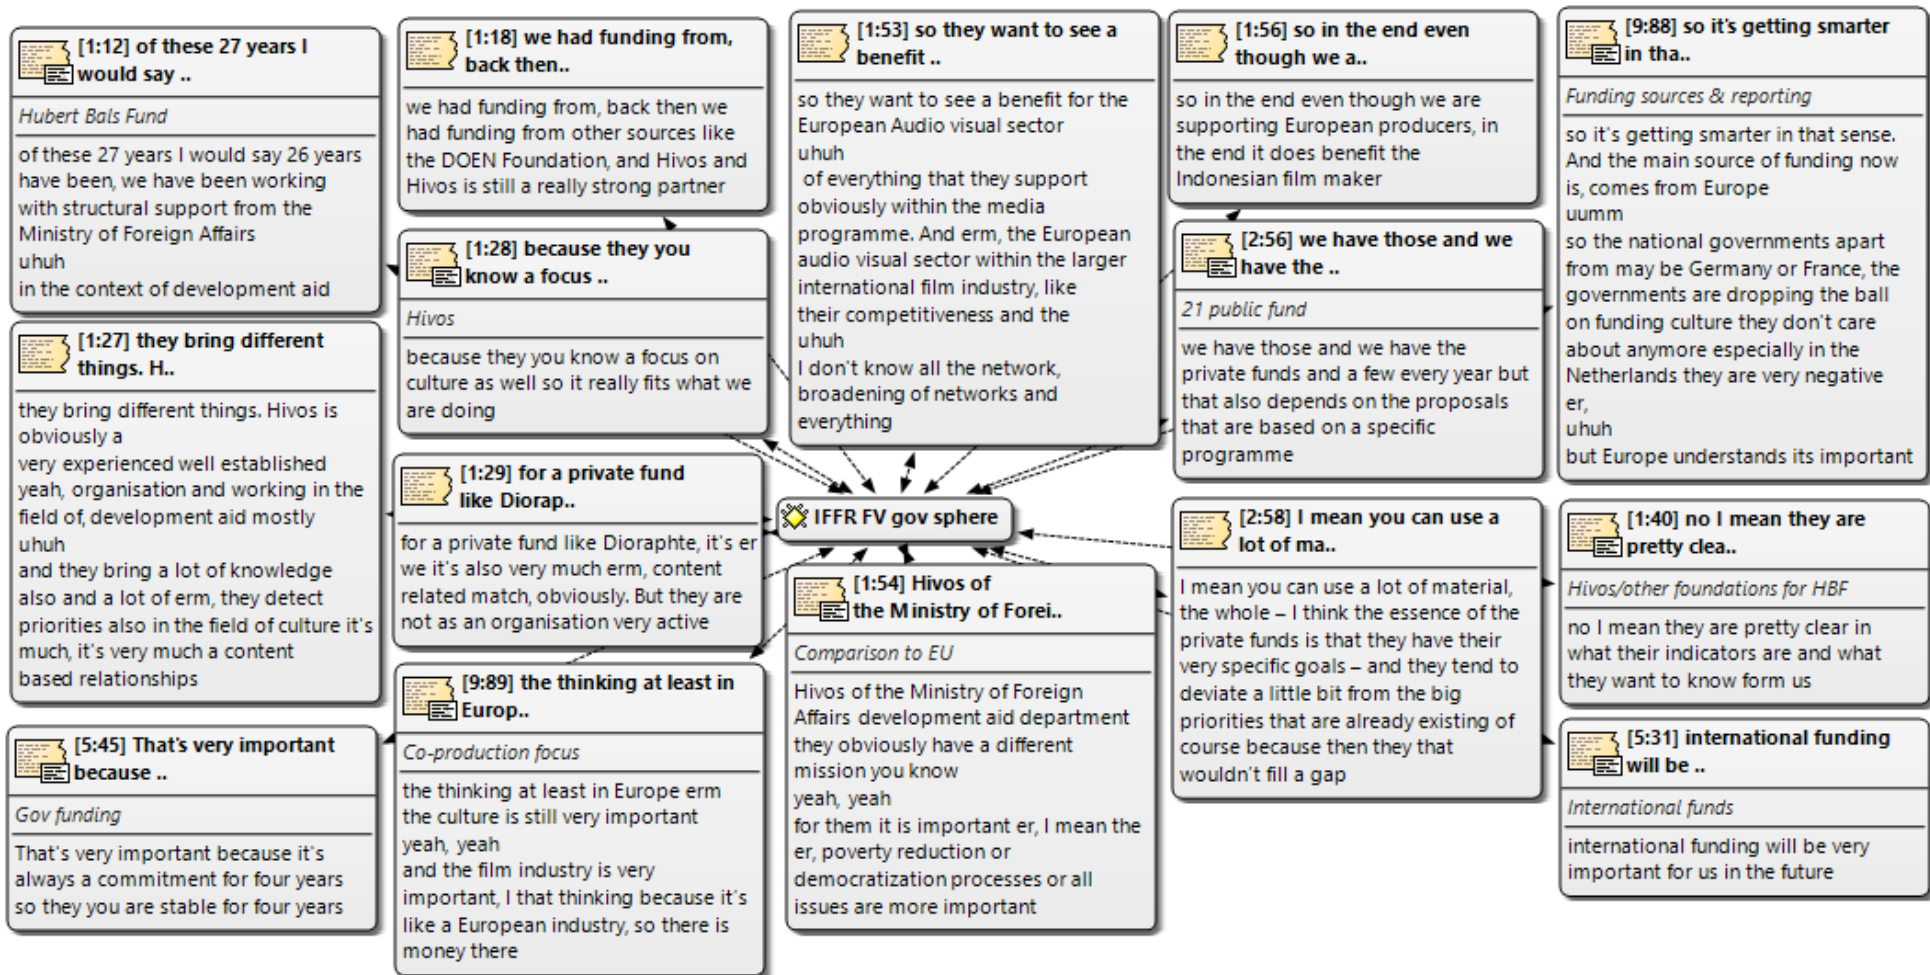 [1:12] of these 27 years I
would say ..
Hubert Bals Fund
of these 27 years I would say 26 years
have been, we have been working
with structural support from the
Ministry of Foreign Affairs
uhuh
in the context of development aid
[1:27] they bring different
things. H..
they bring different things. Hivos is
obviously a
very experienced well established
yeah, organisation and working in the
field of, development aid mostly
uhuh
and they bring a lot of knowledge
also and a lot of erm, they detect
priorities also in the field of culture it's
much, it's very much a content
based relationships
[5:45] That's very important
because ..
Gov funding
That's very important because it's
always a commitment for four years
so they you are stable for four years
[1:18] we had funding from,
back then..
we had funding from, back then we
had funding from other sources like
the DOEN Foundation, and Hivos and
Hivos is still a really strong partner
[1:28] because they you
know a focus ..
Hivos
because they you know a focus on
culture as well so it really fits what we
are doing
[1:29] for a private fund
like Diorap..
for a private fund like Dioraphte, it's er
we it's also very much erm, content
related match, obviously. But they are
not as an organisation very active
[9:89] the thinking at least in
Europ..
Co-production focus
the thinking at least in Europe erm
the culture is still very important
yeah, yeah
and the film industry is very
important, I that thinking because it's
like a European industry, so there is
money there
[1:53] so they want to see a
benefit ..
so they want to see a benefit for the
European Audio visual sector
uhuh
of everything that they support
obviously within the media
programme. And erm, the European
audio visual sector within the larger
international film industry, like
their competitiveness and the
uhuh
I don't know all the network,
broadening of networks and
everything
IFFR FV gov sphere
[1:54] Hivos of
the Ministry of Forei..
Comparison to EU
Hivos of the Ministry of Foreign
Affairs development aid department
they obviously have a different
mission you know
yeah, yeah
for them it is important er, I mean the
er, poverty reduction or
democratization processes or all
issues are more important
[1:56] so in the end even
though we a..
so in the end even though we are
supporting European producers, in
the end it does benefit the
Indonesian film maker
[2:56] we have those and we
have the ..
21 public fund
we have those and we have the
private funds and a few every year but
that also depends on the proposals
that are based on a specific
programme
[2:58] I mean you can use a
lot of ma..
I mean you can use a lot of material,
the whole – I think the essence of the
private funds is that they have their
very specific goals – and they tend to
deviate a little bit from the big
priorities that are already existing of
course because then they that
wouldn't fill a gap
[9:88] so it's getting smarter
in tha..
Funding sources & reporting
so it's getting smarter in that sense.
And the main source of funding now
is, comes from Europe
uumm
so the national governments apart
from may be Germany or France, the
governments are dropping the ball
on funding culture they don't care
about anymore especially in the
Netherlands they are very negative
er,
uhuh
but Europe understands its important
[1:40] no I mean they are
pretty clea..
Hivos/other foundations for HBF
no I mean they are pretty clear in
what their indicators are and what
they want to know form us
[5:31] international funding
will be ..
International funds
international funding will be very
important for us in the future